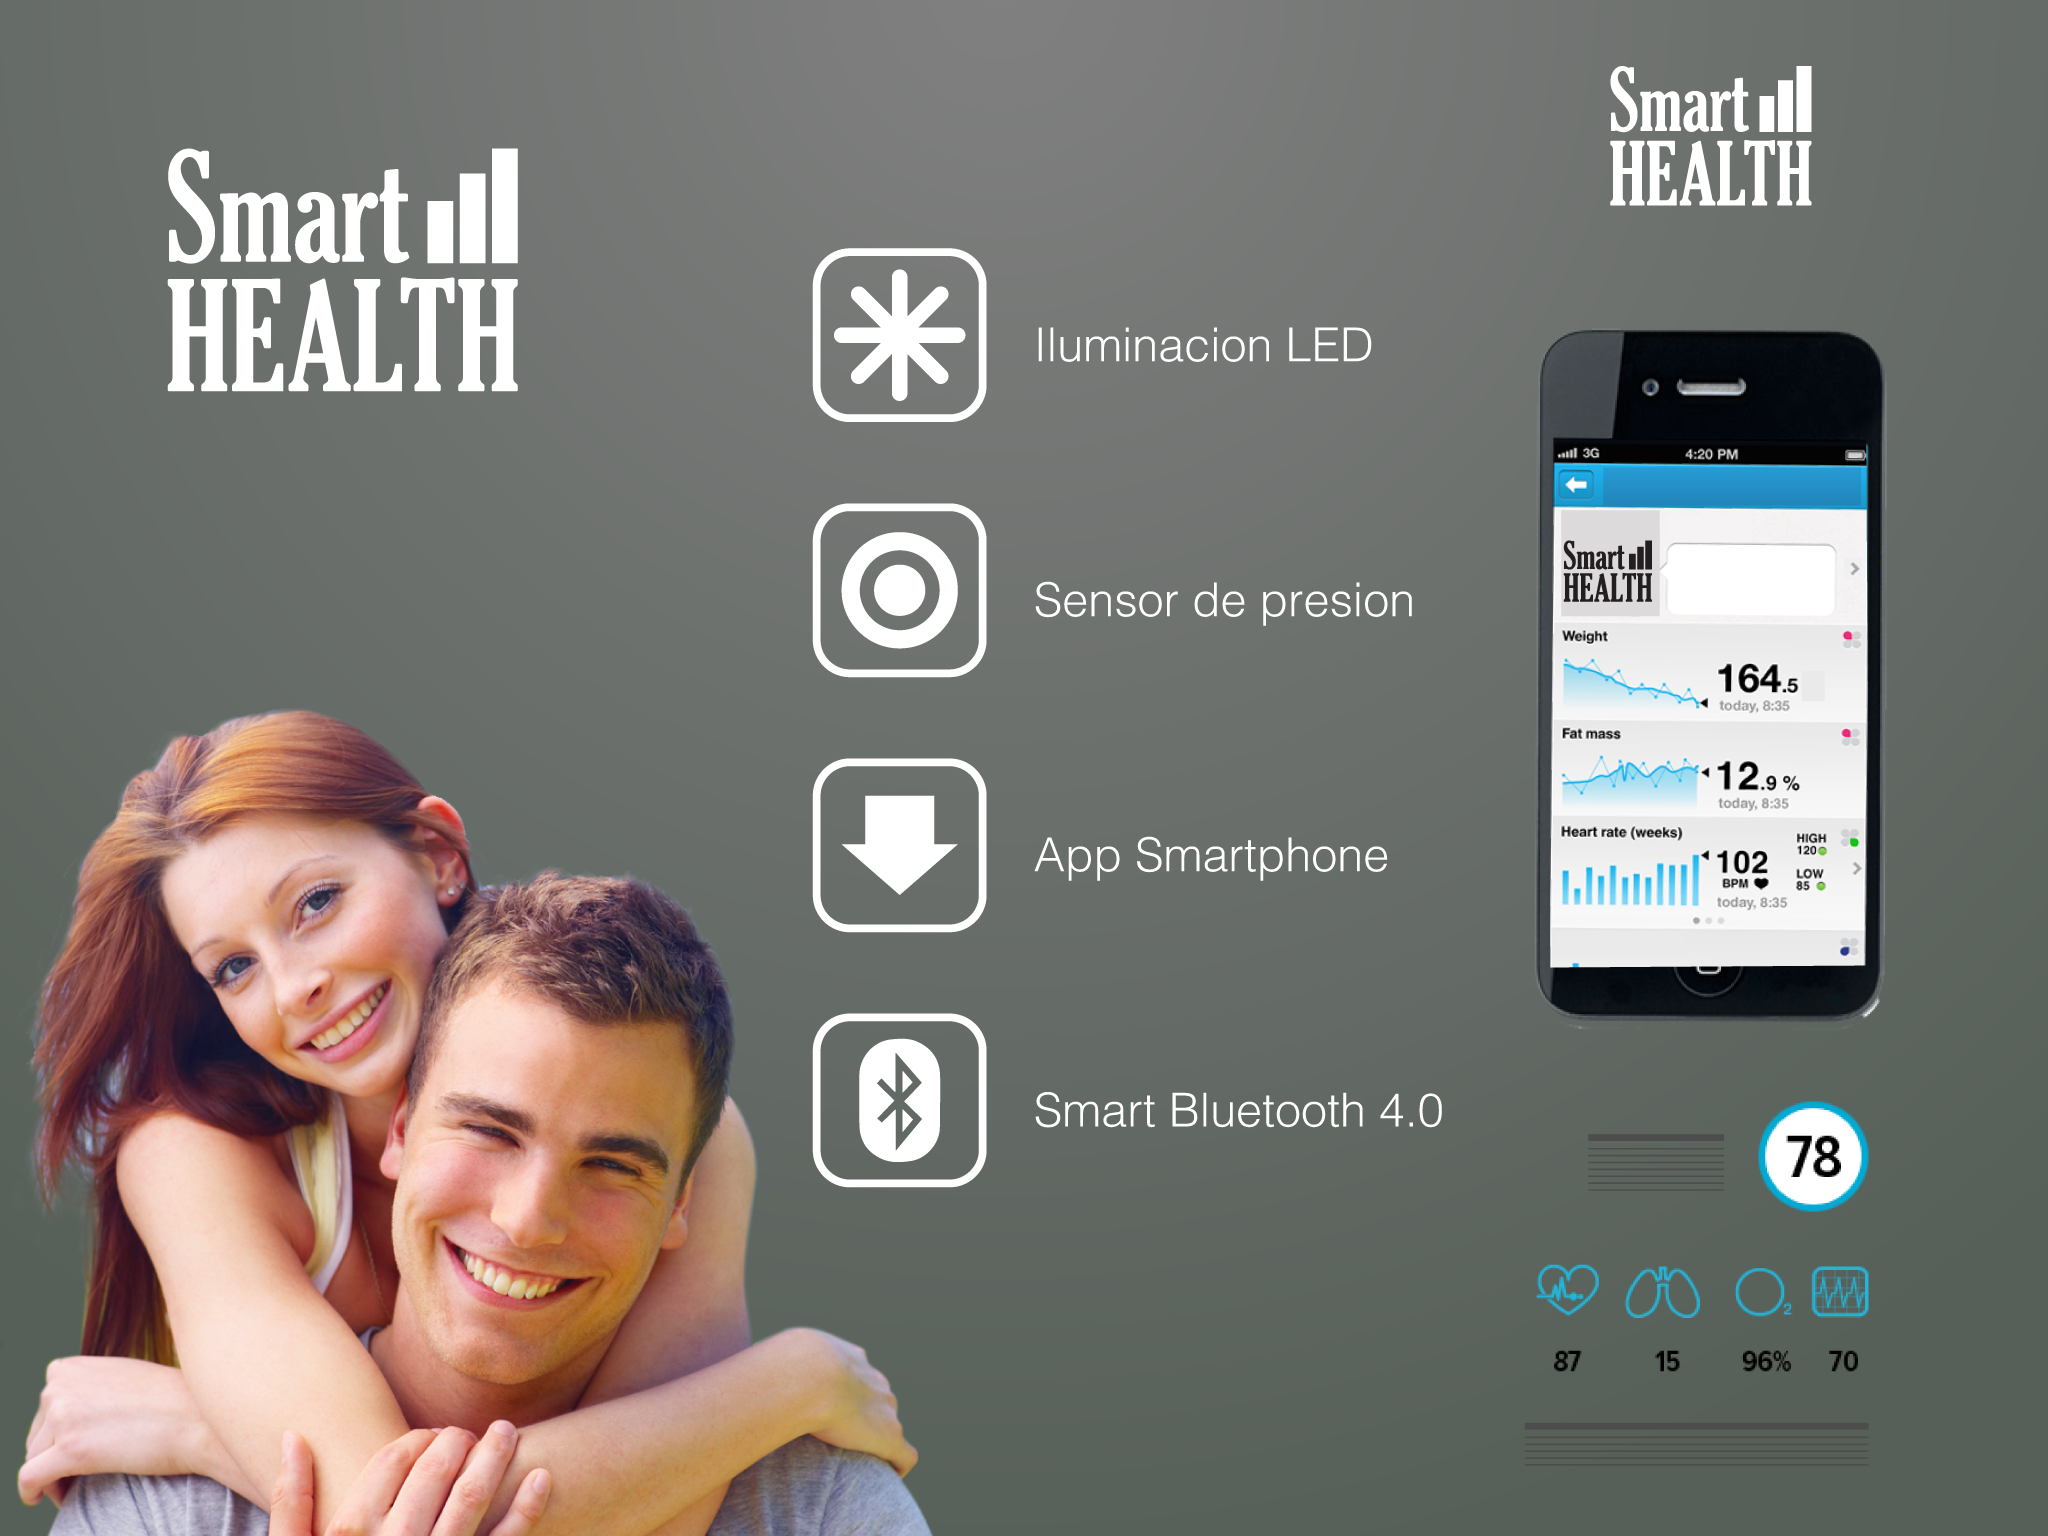 Smart
HEALTH
Iluminacion LED
Sensor de presion
App Smartphone
Smart Bluetooth 4.0
Smart
HEALTH
3G 4:20 PM
Smart
HEALTH
Weight
164.5
today, 8:35
Fat mass
12.9 %
today, 8:35
Heart rate (weeks)
102
BPM
today, 8:35
HIGH
120
LOW
85
78
2
87 15 96% 70